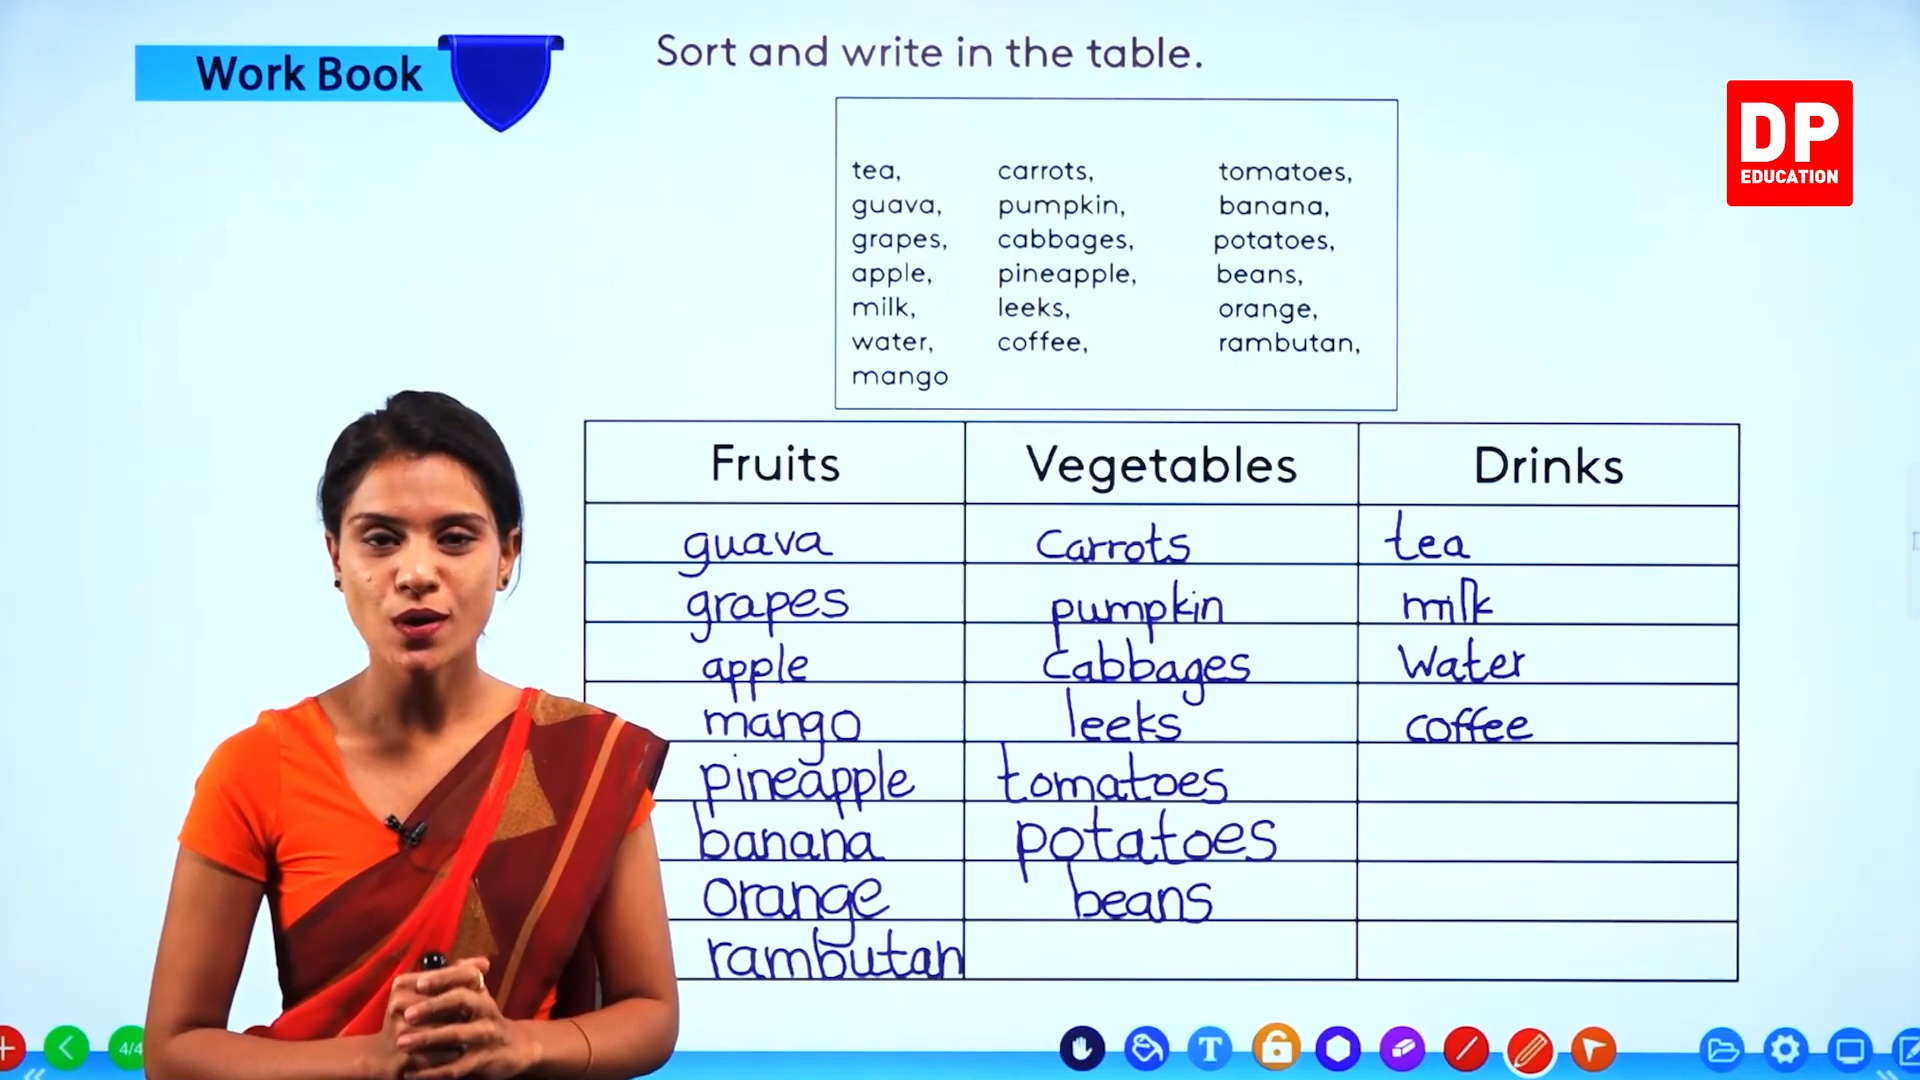 Work Book
Sort and write in the table.
DP
EDUCATION
tea, carrots, tomatoes,
guava, pumpkin, banana,
grapes, cabbages, potatoes,
apple, pineapple, beans,
milk, leeks, orange,
water, coffee, rambutan,
mango
Fruits Vegetables Drinks
guava carrots tea
grapes pumpkin milk
apple cabbages water
mango leeks coffee
pineapple tomatoes
banana potatoes
orange beans
rambutan
4/4
T